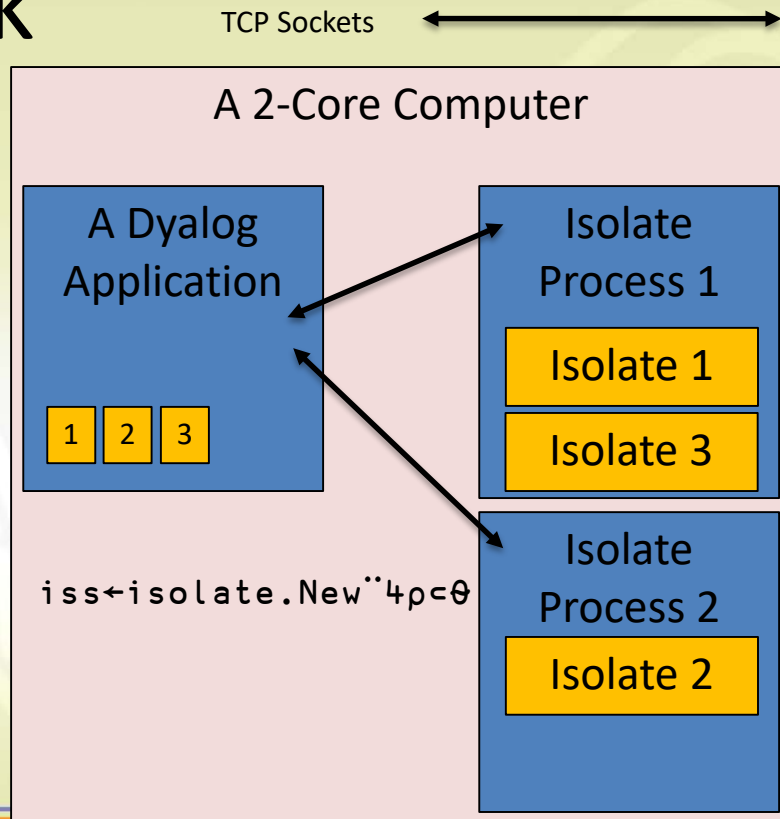 k
TCP Sockets
A 2-Core Computer
A Dyalog
Application
1 2 3
Isolate
Process 1
Isolate 1
Isolate 3
iss←isolate.New¨4⍴⊂⍬
Isolate
Process 2
Isolate 2